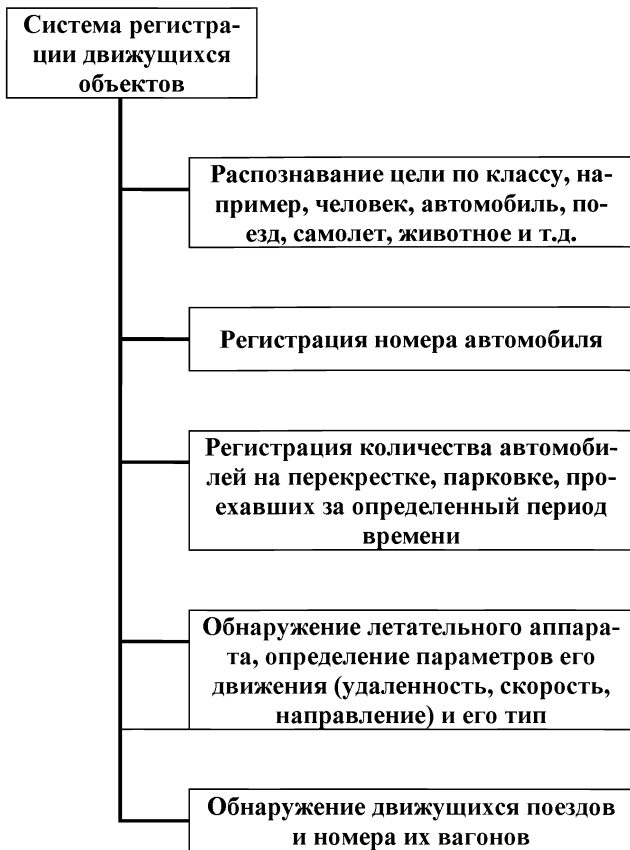 Система регистра-
ции движущихся
объектов
Распознавание цели по классу, на-
пример, человек, автомобиль, по-
езд, самолет, животное и т.д.
Регистрация номера автомобиля
Регистрация количества автомоби-
лей на перекрестке, парковке, про-
ехавших за определенный период
времени
Обнаружение летательного аппара-
та, определение параметров его
движения (удаленность, скорость,
направление) и его тип
Обнаружение движущихся поездов
и номера их вагонов